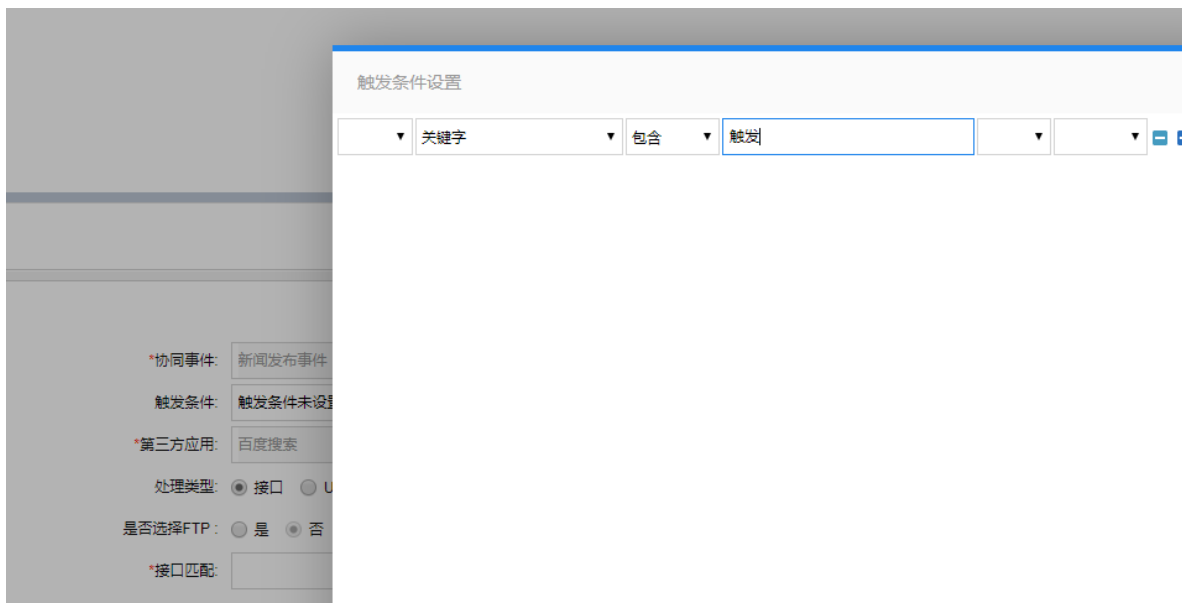 触发条件设置
关键字 包含 触发
*协同事件: 新闻发布事件
触发条件: 触发条件未设
*第三方应用: 百度搜索
处理类型: 接口 U
是否选择FTP : 是 否
*接口匹配: